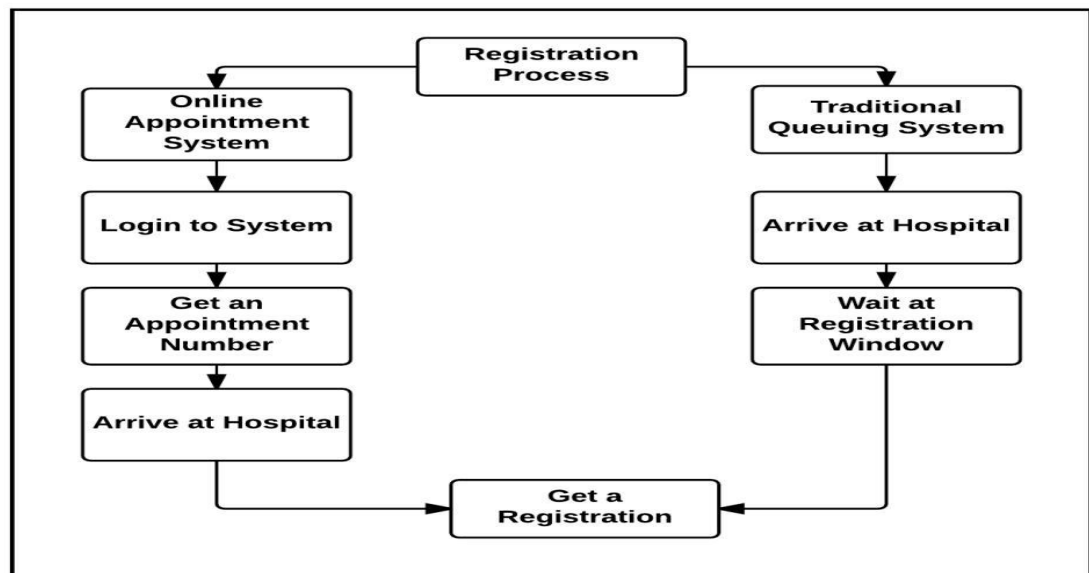 Registration
Process
Online
Appointment
System
Traditional
Queuing System
Login to System
Arrive at Hospital
Get an
Appointment
Number
Wait at
Registration
Window
Arrive at Hospital
Get a
Registration